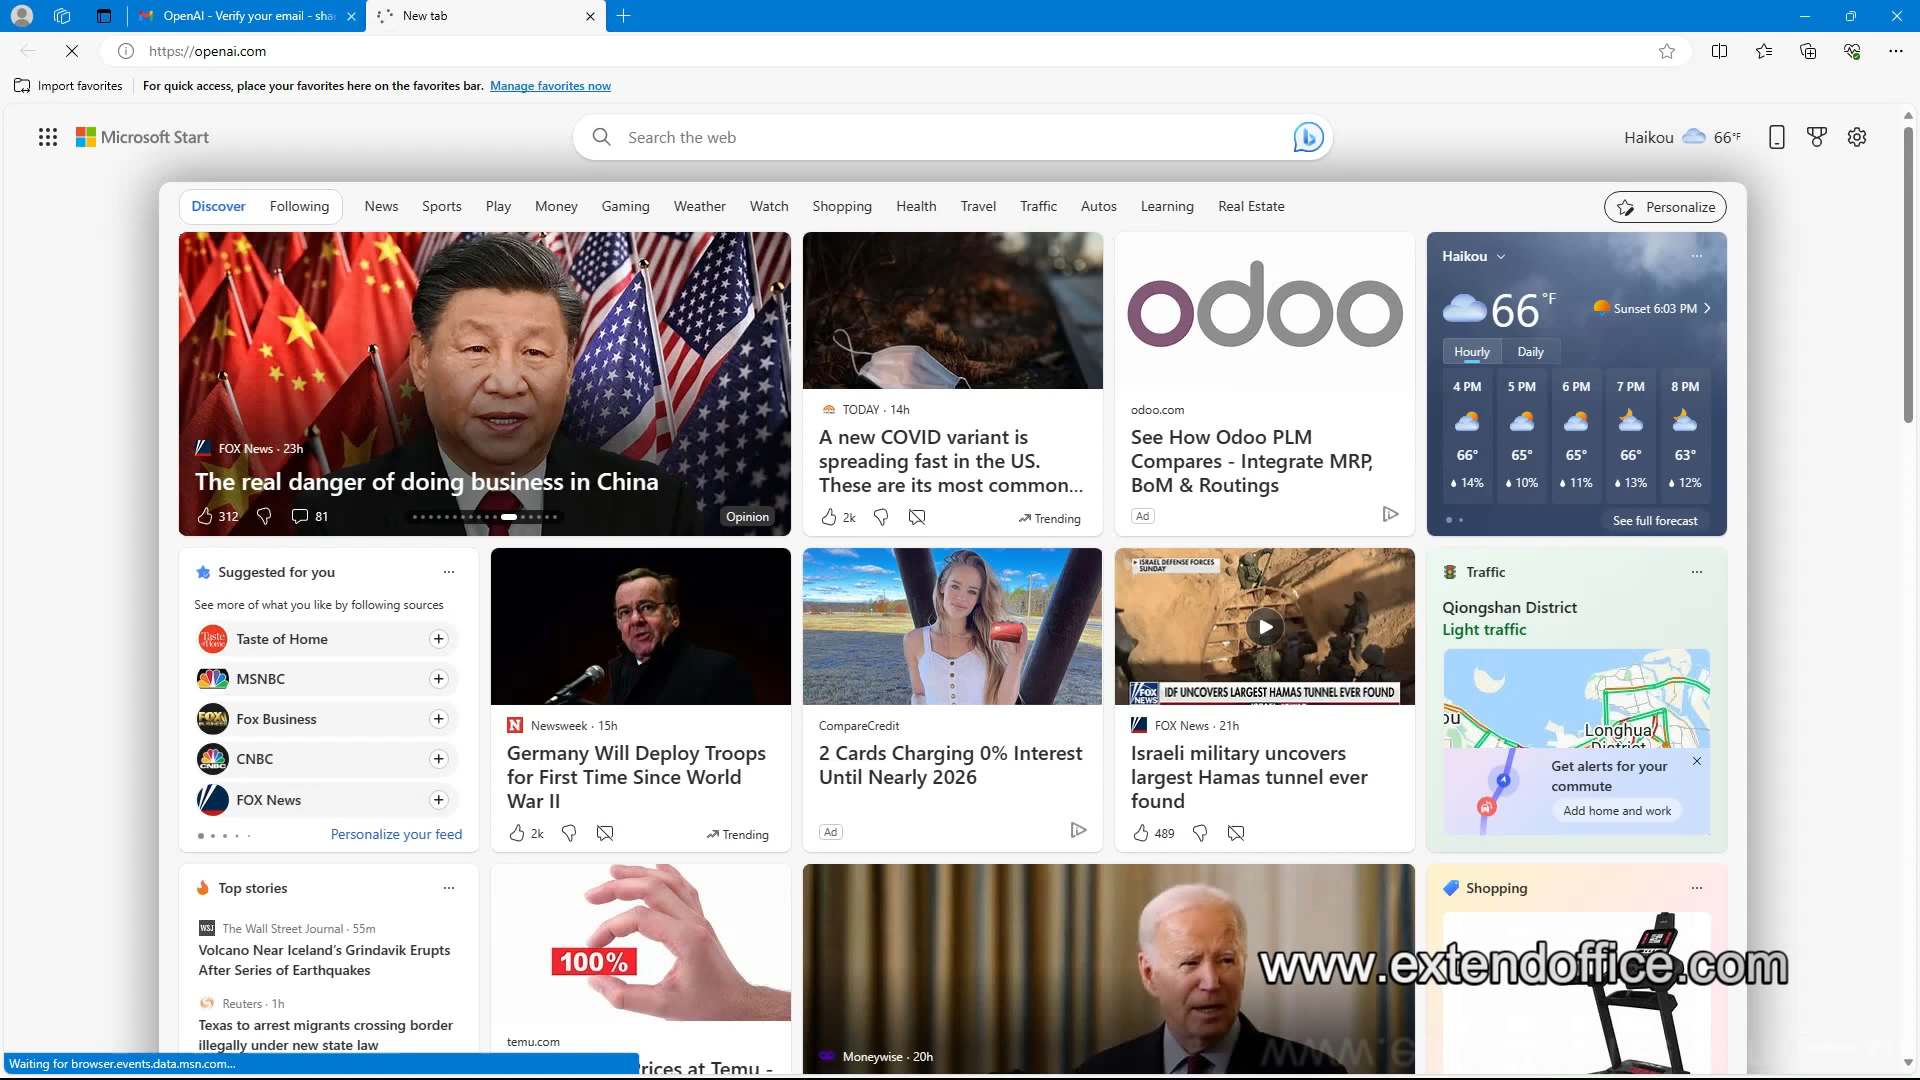 OpenAI - Verify your email - sha
New tab
https://openai.com
Import favorites
For quick access, place your favorites here on the favorites bar. Manage favorites now
Microsoft Start
Search the web
Haikou 66°F
Discover Following News Sports Play Money Gaming Weather Watch Shopping Health Travel Traffic Autos Learning Real Estate
Personalize
FOX News · 23h
The real danger of doing business in China
312 81
Opinion
TODAY · 14h
A new COVID variant is
spreading fast in the US.
These are its most common...
2k
Trending
odoo
odoo.com
See How Odoo PLM
Compares - Integrate MRP,
BoM & Routings
Ad
Haikou
66°F
Sunset 6:03 PM
Hourly Daily
4 PM 5 PM 6 PM 7 PM 8 PM
66° 65° 65° 66° 63°
14% 10% 11% 13% 12%
See full forecast
Suggested for you
See more of what you like by following sources
Taste of Home
MSNBC
Fox Business
CNBC
FOX News
Personalize your feed
Newsweek · 15h
Germany Will Deploy Troops
for First Time Since World
War II
2k
Trending
CompareCredit
2 Cards Charging 0% Interest
Until Nearly 2026
Ad
ISRAEL DEFENSE FORCES
SUNDAY
FOX NEWS
IDF UNCOVERS LARGEST HAMAS TUNNEL EVER FOUND
FOX News · 21h
Israeli military uncovers
largest Hamas tunnel ever
found
489
Traffic
Qiongshan District
Light traffic
Longhua
District
Get alerts for your
commute
Add home and work
Top stories
WSJ The Wall Street Journal · 55m
Volcano Near Iceland's Grindavik Erupts
After Series of Earthquakes
Reuters · 1h
Texas to arrest migrants crossing border
illegally under new state law
100%
temu.com
rices at Temu -
Moneywise · 20h
Shopping
www.extendoffice.com
Waiting for browser.events.data.msn.com...